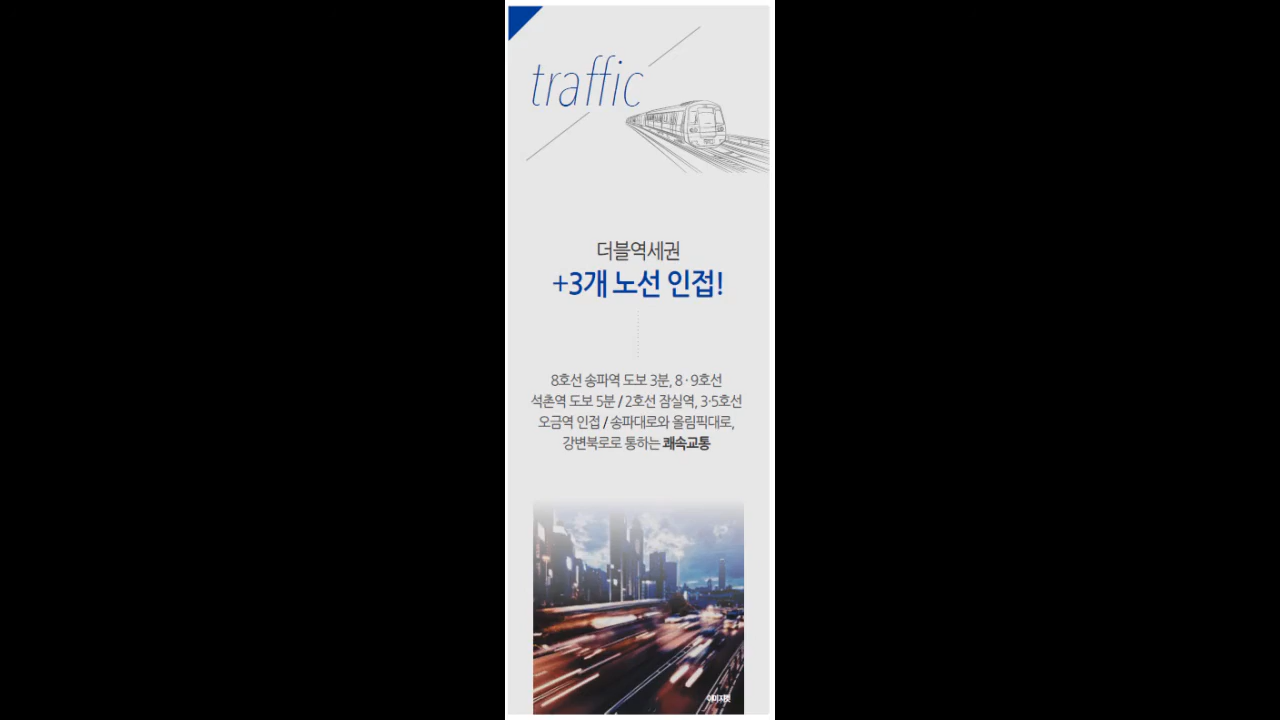 traffic
더블역세권
+3개 노선 인접!
8호선 송파역 도보 3분, 8 · 9호선
석촌역 도보 5분 / 2호선 잠실역, 3·5호선
오금역 인접 / 송파대로와 올림픽대로,
강변북로로 통하는 쾌속교통
이미지컷